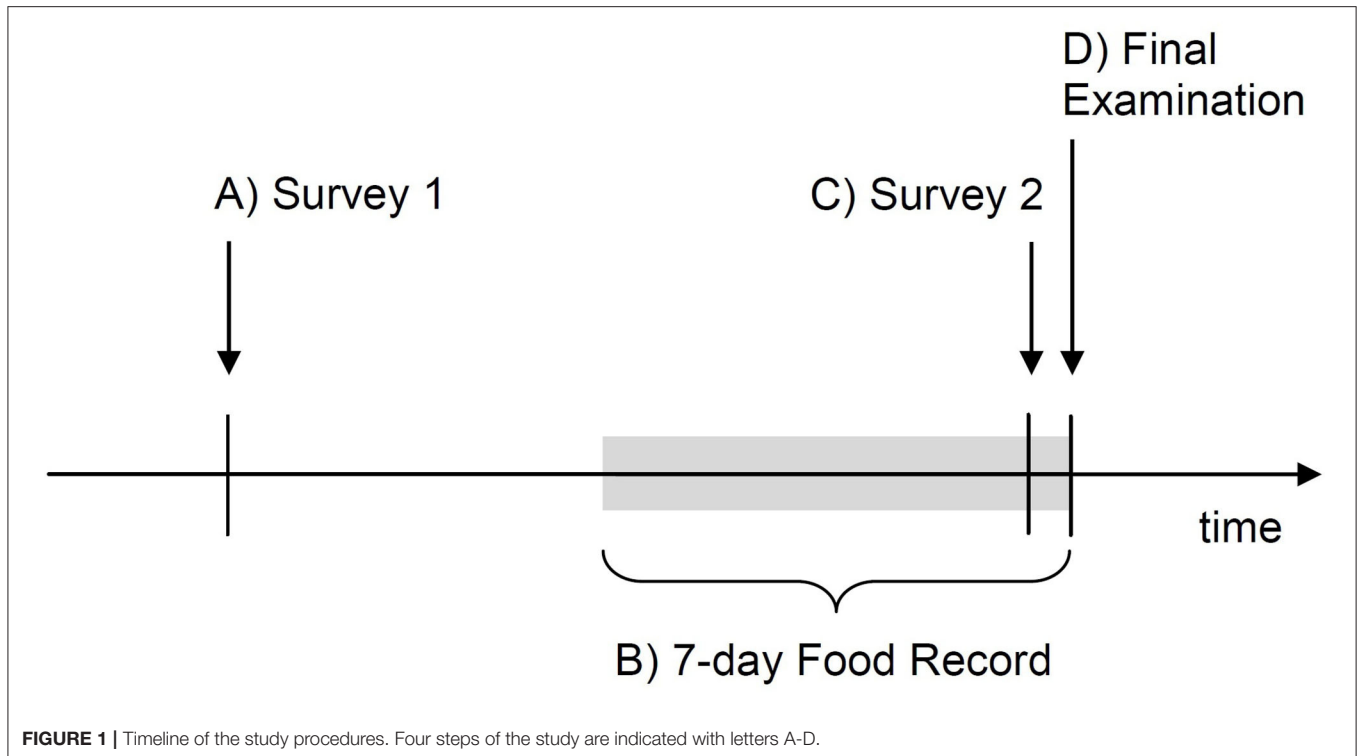 D) Final
Examination
A) Survey 1
C) Survey 2
time
B) 7-day Food Record
FIGURE 1 | Timeline of the study procedures. Four steps of the study are indicated with letters A-D.